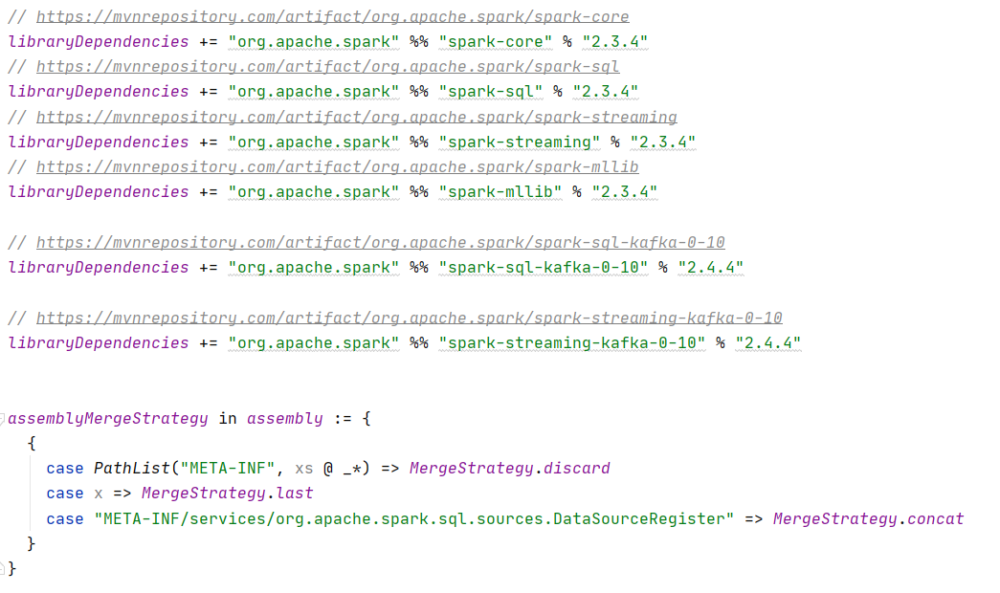 // https://mvnrepository.com/artifact/org.apache.spark/spark-core
libraryDependencies += "org.apache.spark" %% "spark-core" % "2.3.4"
// https://mvnrepository.com/artifact/org.apache.spark/spark-sql
libraryDependencies += "org.apache.spark" %% "spark-sql" % "2.3.4"
// https://mvnrepository.com/artifact/org.apache.spark/spark-streaming
libraryDependencies += "org.apache.spark" %% "spark-streaming" % "2.3.4"
// https://mvnrepository.com/artifact/org.apache.spark/spark-mllib
libraryDependencies += "org.apache.spark" %% "spark-mllib" % "2.3.4"

// https://mvnrepository.com/artifact/org.apache.spark/spark-sql-kafka-0-10
libraryDependencies += "org.apache.spark" %% "spark-sql-kafka-0-10" % "2.4.4"

// https://mvnrepository.com/artifact/org.apache.spark/spark-streaming-kafka-0-10
libraryDependencies += "org.apache.spark" %% "spark-streaming-kafka-0-10" % "2.4.4"


assemblyMergeStrategy in assembly := {
  {
    case PathList("META-INF", xs @ _*) => MergeStrategy.discard
    case x => MergeStrategy.last
    case "META-INF/services/org.apache.spark.sql.sources.DataSourceRegister" => MergeStrategy.concat
  }
}